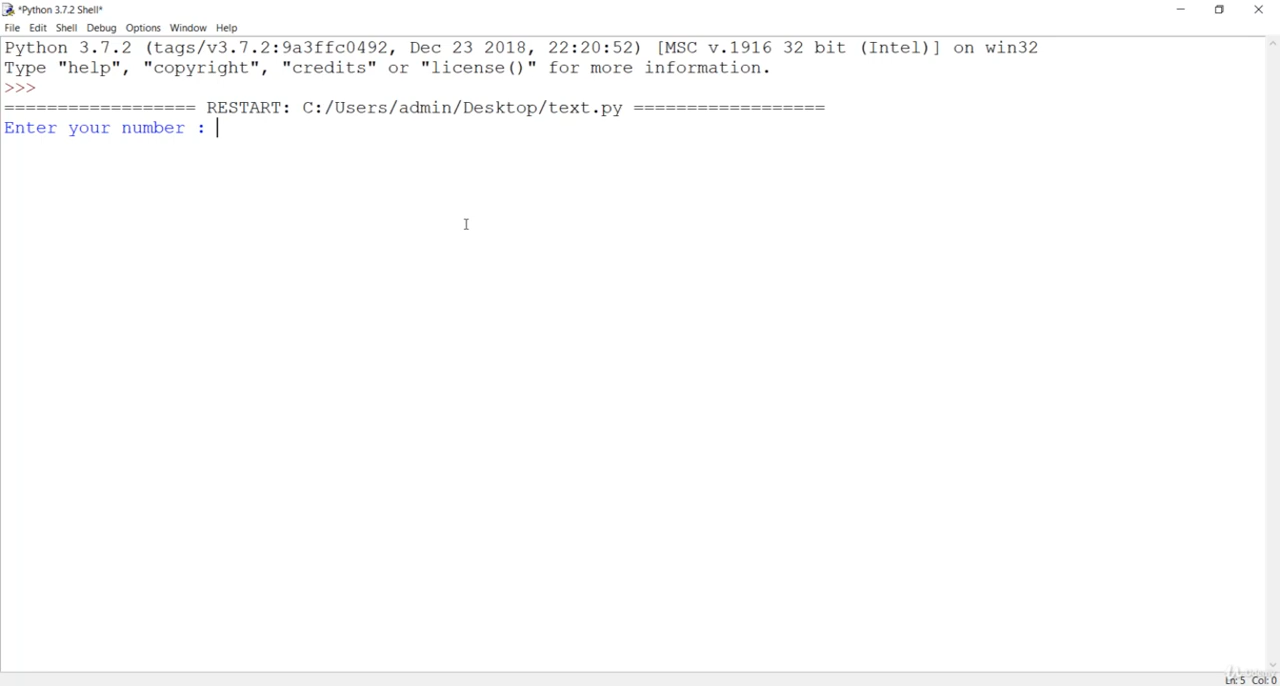 *Python 3.7.2 Shell*
File Edit Shell Debug Options Window Help
Python 3.7.2 (tags/v3.7.2:9a3ffc0492, Dec 23 2018, 22:20:52) [MSC v.1916 32 bit (Intel)] on win32
Type "help", "copyright", "credits" or "license()" for more information.
>>>
================== RESTART: C:/Users/admin/Desktop/text.py ==================
Enter your number :
Ln: 5 Col: 0